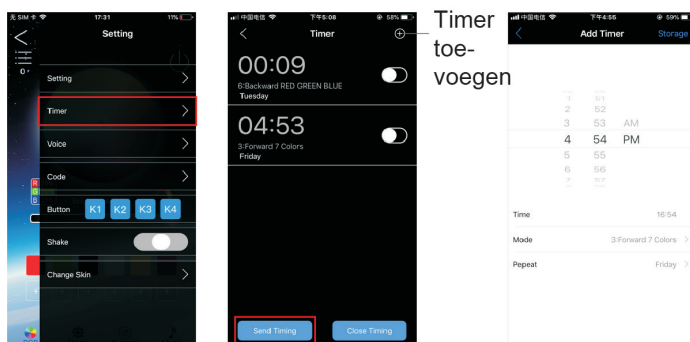 无 SIM卡
17:31
11%
Setting
Setting
Timer
Voice
Code
Button K1 K2 K3 K4
Shake
Change Skin
R
G
B
中国电信
下午5:08
58%
Timer
00:09
6:Backward RED GREEN BLUE
Tuesday
04:53
3:Forward 7 Colors
Friday
Send Timing
Close Timing
Timer
toe-
voegen
中国电信
下午4:55
59%
Add Timer
Storage
1 51
2 52
3 53 AM
4 54 PM
5 55
6 56
7 57
Time 16:54
Mode 3:Forward 7 Colors
Pepeat Friday